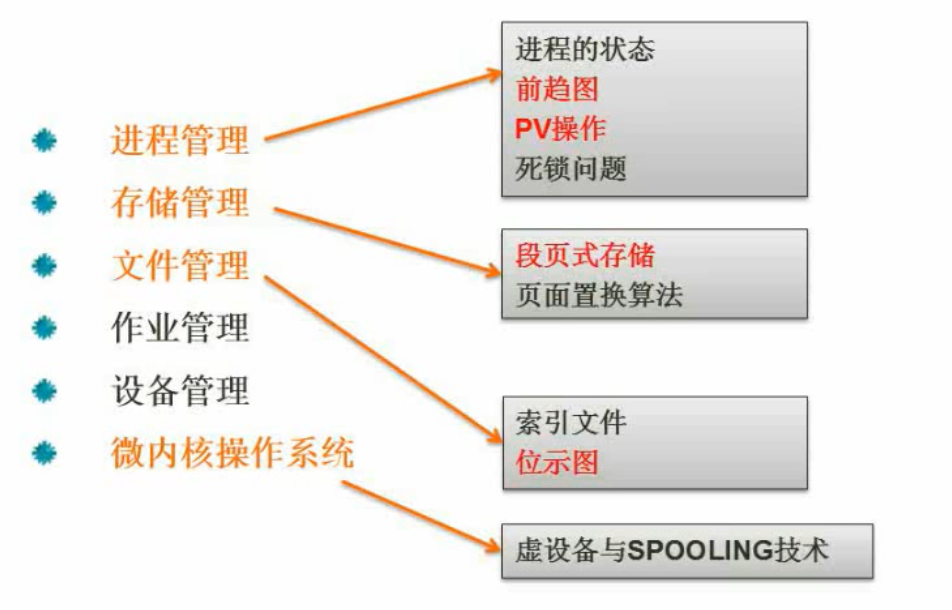 进程管理
存储管理
文件管理
作业管理
设备管理
微内核操作系统
进程的状态
前趋图
PV操作
死锁问题
段页式存储
页面置换算法
索引文件
位示图
虚设备与SPOOLING技术